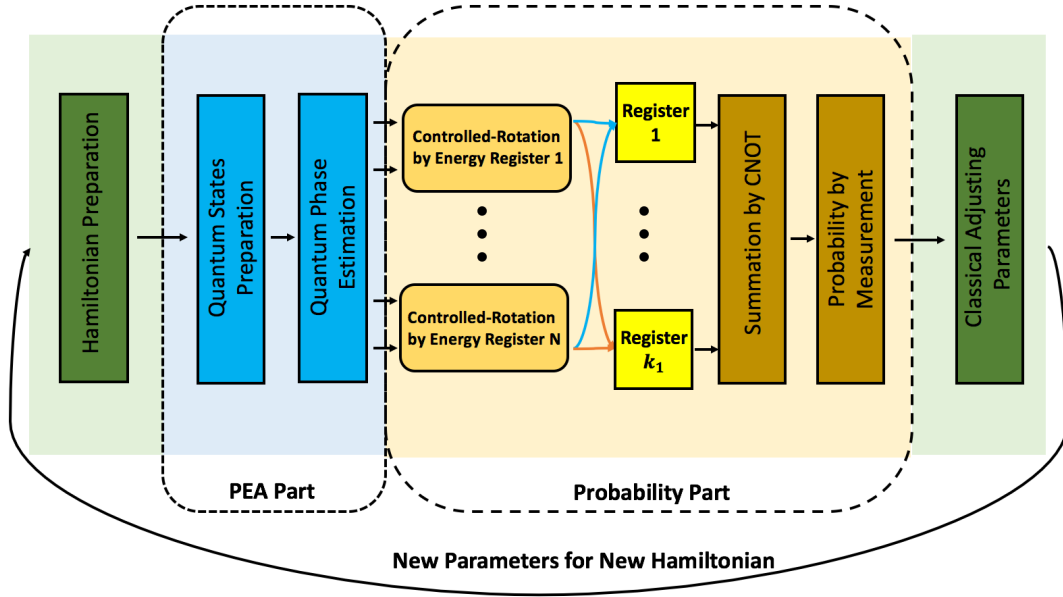 Hamiltonian Preparation
Quantum States
Preparation
Quantum Phase
Estimation
Controlled-Rotation
by Energy Register 1
Controlled-Rotation
by Energy Register N
Register
1
Register
k₁
Summation by CNOT
Probability by
Measurement
Classical Adjusting
Parameters
PEA Part
Probability Part
New Parameters for New Hamiltonian